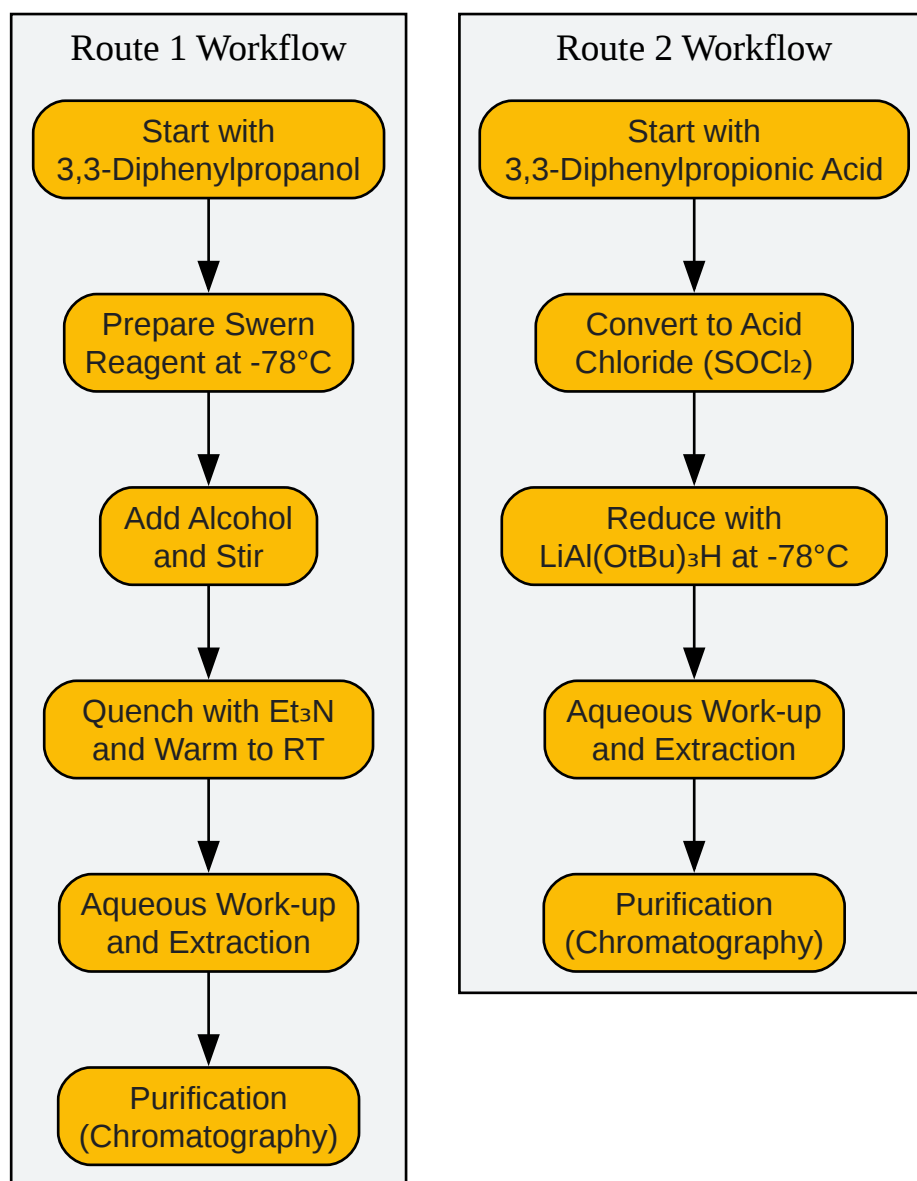 Route 1 Workflow
Start with
3,3-Diphenylpropanol
Prepare Swern
Reagent at -78°C
Add Alcohol
and Stir
Quench with Et₃N
and Warm to RT
Aqueous Work-up
and Extraction
Purification
(Chromatography)
Route 2 Workflow
Start with
3,3-Diphenylpropionic Acid
Convert to Acid
Chloride (SOCl₂)
Reduce with
LiAl(OtBu)₃H at -78°C
Aqueous Work-up
and Extraction
Purification
(Chromatography)